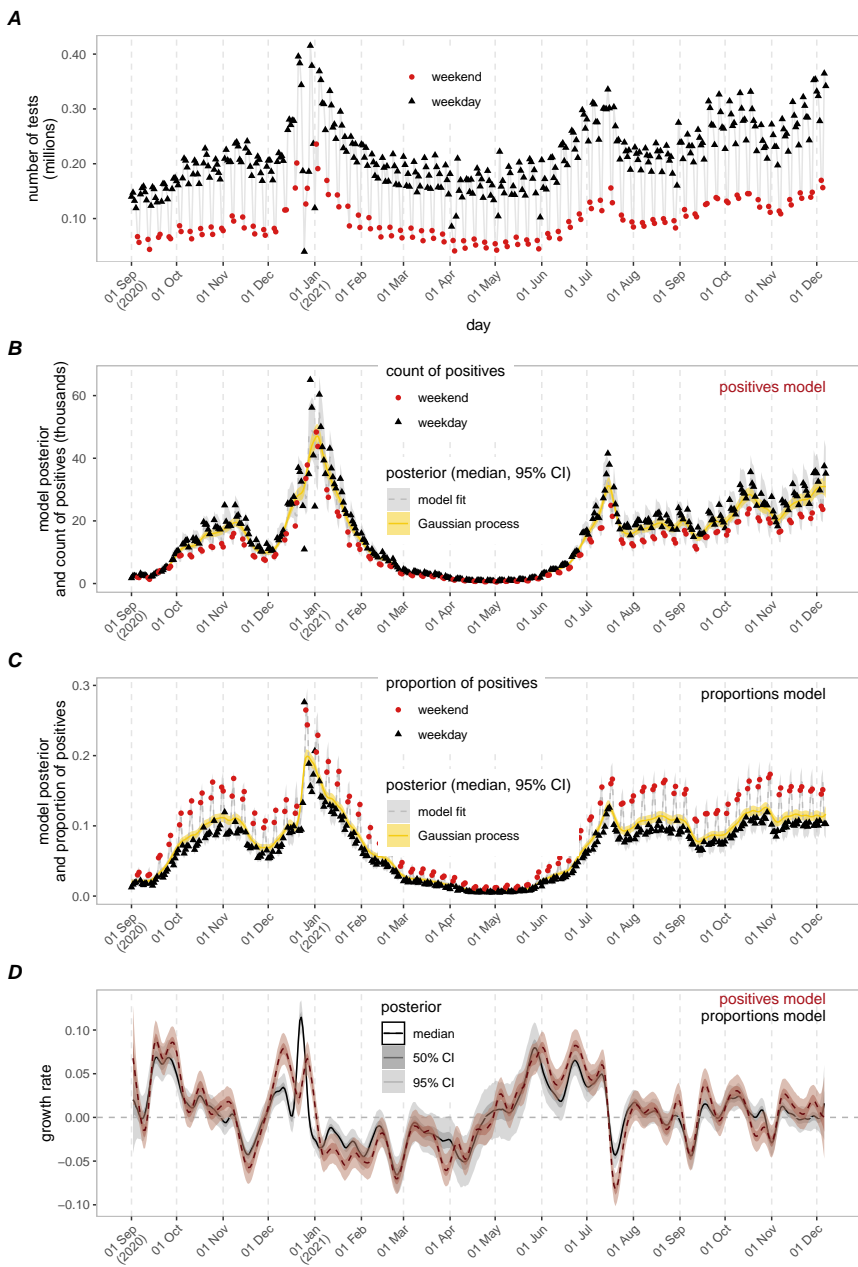 A
0.40
0.30
0.20
0.10
number of tests
(millions)
weekend
weekday
01 Sep
(2020)
01 Oct
01 Nov
01 Dec
01 Jan
(2021)
01 Feb
01 Mar
01 Apr
01 May
01 Jun
01 Jul
01 Aug
01 Sep
01 Oct
01 Nov
01 Dec
day
B
60
40
20
0
model posterior
and count of positives (thousands)
count of positives
weekend
weekday
posterior (median, 95% CI)
model fit
Gaussian process
positives model
01 Sep
(2020)
01 Oct
01 Nov
01 Dec
01 Jan
(2021)
01 Feb
01 Mar
01 Apr
01 May
01 Jun
01 Jul
01 Aug
01 Sep
01 Oct
01 Nov
01 Dec
C
0.3
0.2
0.1
0.0
model posterior
and proportion of positives
proportion of positives
weekend
weekday
posterior (median, 95% CI)
model fit
Gaussian process
proportions model
01 Sep
(2020)
01 Oct
01 Nov
01 Dec
01 Jan
(2021)
01 Feb
01 Mar
01 Apr
01 May
01 Jun
01 Jul
01 Aug
01 Sep
01 Oct
01 Nov
01 Dec
D
0.10
0.05
0.00
−0.05
−0.10
growth rate
posterior
median
50% CI
95% CI
positives model
proportions model
01 Sep
(2020)
01 Oct
01 Nov
01 Dec
01 Jan
(2021)
01 Feb
01 Mar
01 Apr
01 May
01 Jun
01 Jul
01 Aug
01 Sep
01 Oct
01 Nov
01 Dec